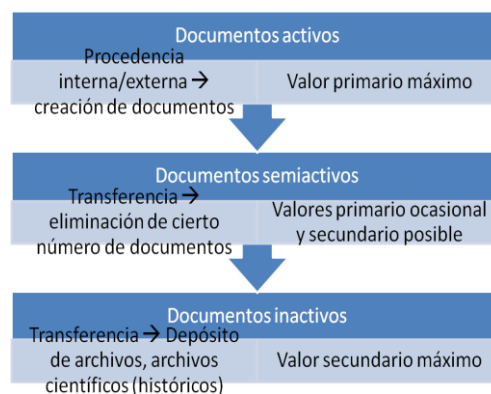 Documentos activos
Procedencia
interna/externa →
creación de documentos
Valor primario máximo
Documentos semiactivos
Transferencia →
eliminación de cierto
número de documentos
Valores primario ocasional
y secundario posible
Documentos inactivos
Transferencia → Depósito
de archivos, archivos
científicos (históricos)
Valor secundario máximo